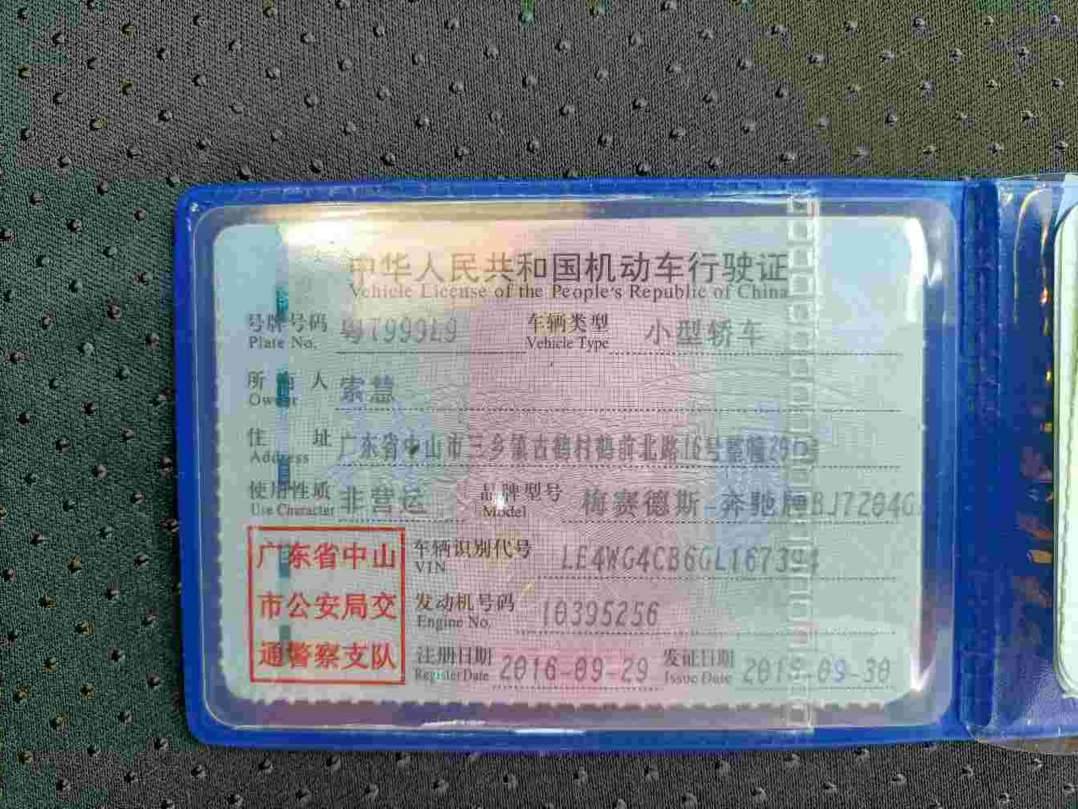 中华人民共和国机动车行驶证
Vehicle License of the People's Republic of China
号牌号码 粤T999L9 车辆类型 小型轿车
Plate No. Vehicle Type
所有人 索慧
Owner
住址 广东省中山市三乡镇古鹤村鹤前北路16号
Address
使用性质 非营运 品牌型号 梅赛德斯-奔驰牌BJ7204G
Use Character Model
广东省中山
市公安局交
通警察支队
车辆识别代号 LE4WG4CB6GL167394
VIN
发动机号码 10395256
Engine No.
注册日期 2016-09-29 发证日期 2019-09-30
Register Date Issue Date